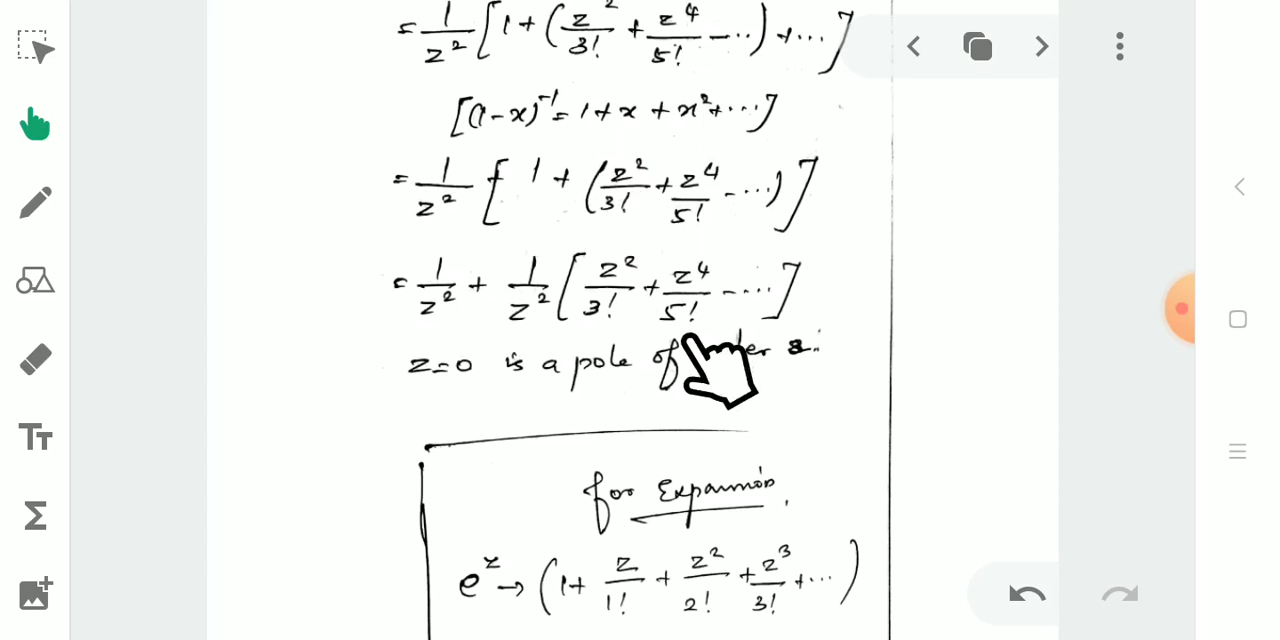 = 1/z² [1 + (z²/3! + z⁴/5! - ...) + ...]
[(1-x)⁻¹ = 1 + x + x² + ...]
= 1/z² [1 + (z²/3! + z⁴/5! - ...)]
= 1/z² + 1/z² [z²/3! + z⁴/5! - ....]
z=0 is a pole of
for Expansion.
e^z → (1 + z/1! + z²/2! + z³/3! + ...)
TT
Σ